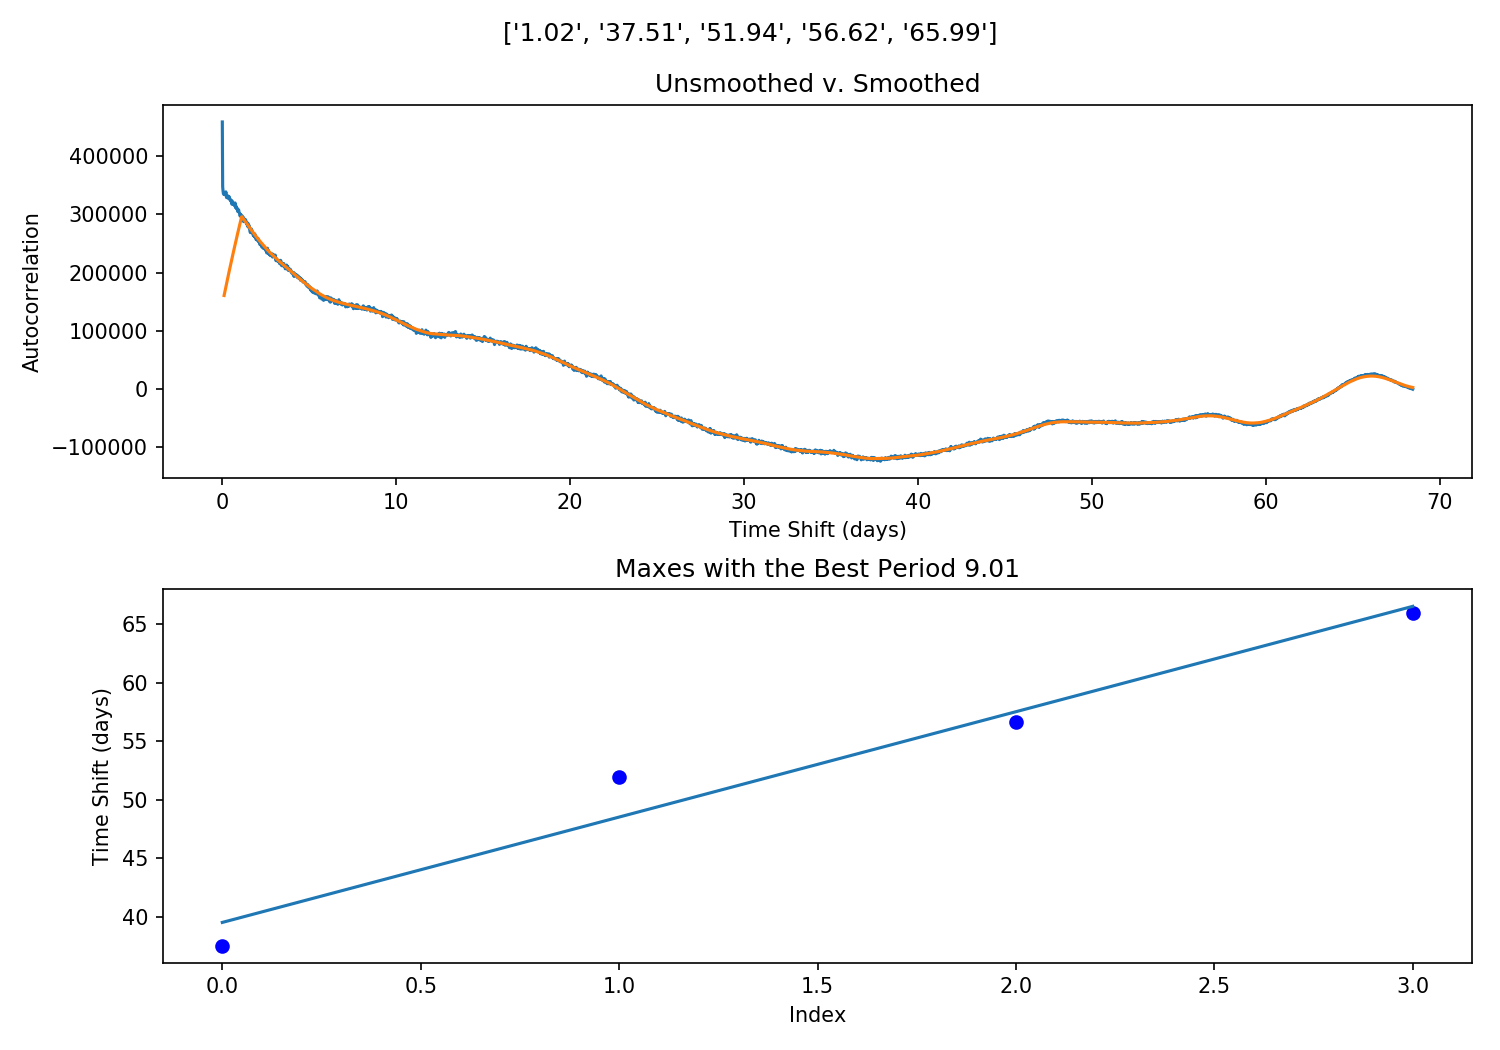 ['1.02', '37.51', '51.94', '56.62', '65.99']
Unsmoothed v. Smoothed
Autocorrelation
400000
300000
200000
100000
0
−100000
0 10 20 30 40 50 60 70
Time Shift (days)
Maxes with the Best Period 9.01
Time Shift (days)
65
60
55
50
45
40
0.0 0.5 1.0 1.5 2.0 2.5 3.0
Index